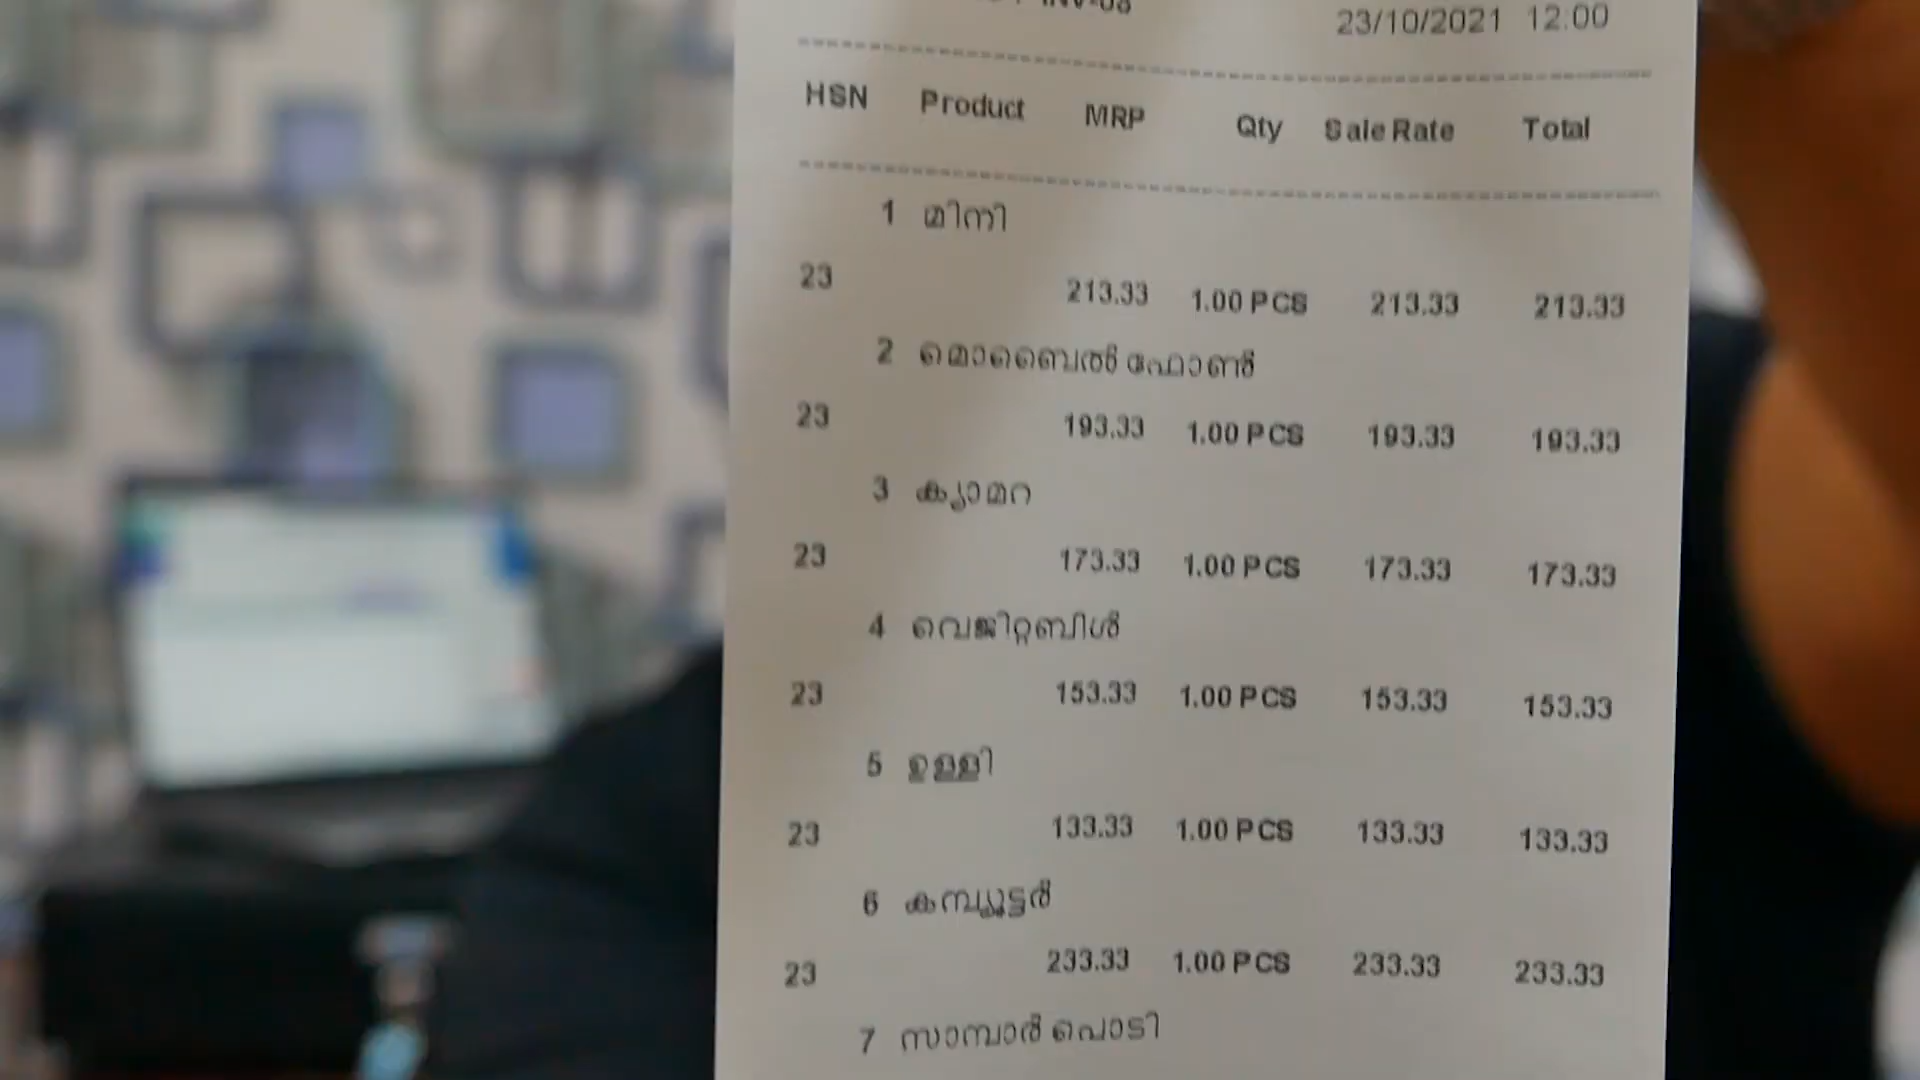 INV-08
23/10/2021 12:00
HSN Product MRP Qty Sale Rate Total
1 മിനി
23 213.33 1.00 PCS 213.33 213.33
2 മൊബൈൽ ഫോൺ
23 193.33 1.00 PCS 193.33 193.33
3 ക്യാമറ
23 173.33 1.00 PCS 173.33 173.33
4 വെജിറ്റബിൾ
23 153.33 1.00 PCS 153.33 153.33
5 ഉള്ളി
23 133.33 1.00 PCS 133.33 133.33
6 കമ്പ്യൂട്ടർ
23 233.33 1.00 PCS 233.33 233.33
7 സാമ്പാർ പൊടി